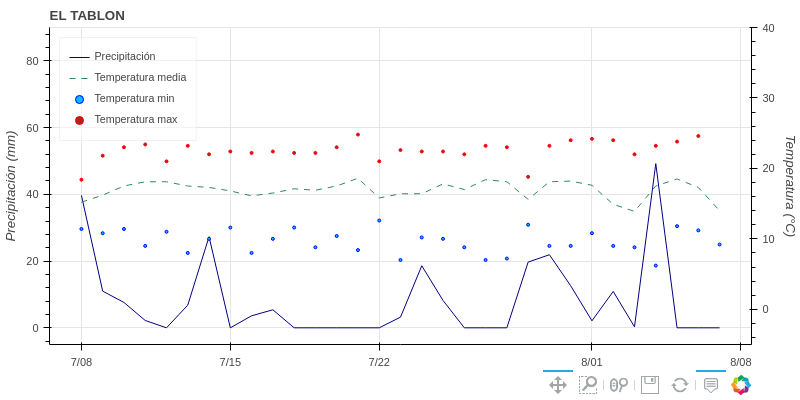 EL TABLON
Precipitación
Temperatura media
Temperatura min
Temperatura max
Precipitación (mm)
80
60
40
20
0
Temperatura (°C)
40
30
20
10
0
7/08
7/15
7/22
8/01
8/08